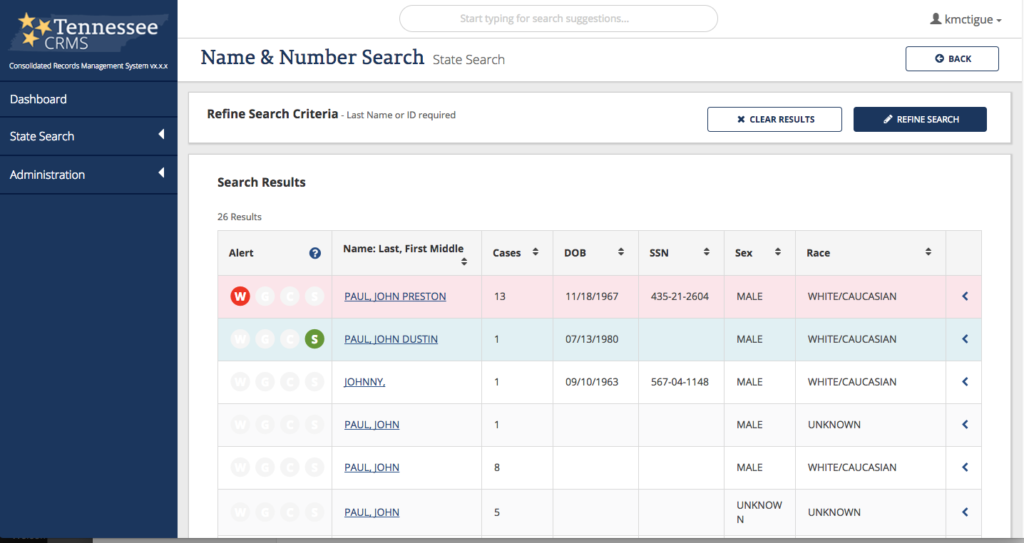 Tennessee
CRMS
Consolidated Records Management System vx.x.x
Start typing for search suggestions...
kmctigue
Dashboard
State Search
Administration
Name & Number Search State Search
BACK
Refine Search Criteria - Last Name or ID required
CLEAR RESULTS
REFINE SEARCH
Search Results
26 Results
Alert ? Name: Last, First Middle Cases DOB SSN Sex Race
W G C S PAUL, JOHN PRESTON 13 11/18/1967 435-21-2604 MALE WHITE/CAUCASIAN
W G C S PAUL, JOHN DUSTIN 1 07/13/1980 MALE WHITE/CAUCASIAN
W G C S JOHNNY, 1 09/10/1963 567-04-1148 MALE WHITE/CAUCASIAN
W G C S PAUL, JOHN 1 MALE UNKNOWN
W G C S PAUL, JOHN 8 MALE WHITE/CAUCASIAN
W G C S PAUL, JOHN 5 UNKNOW
N UNKNOWN